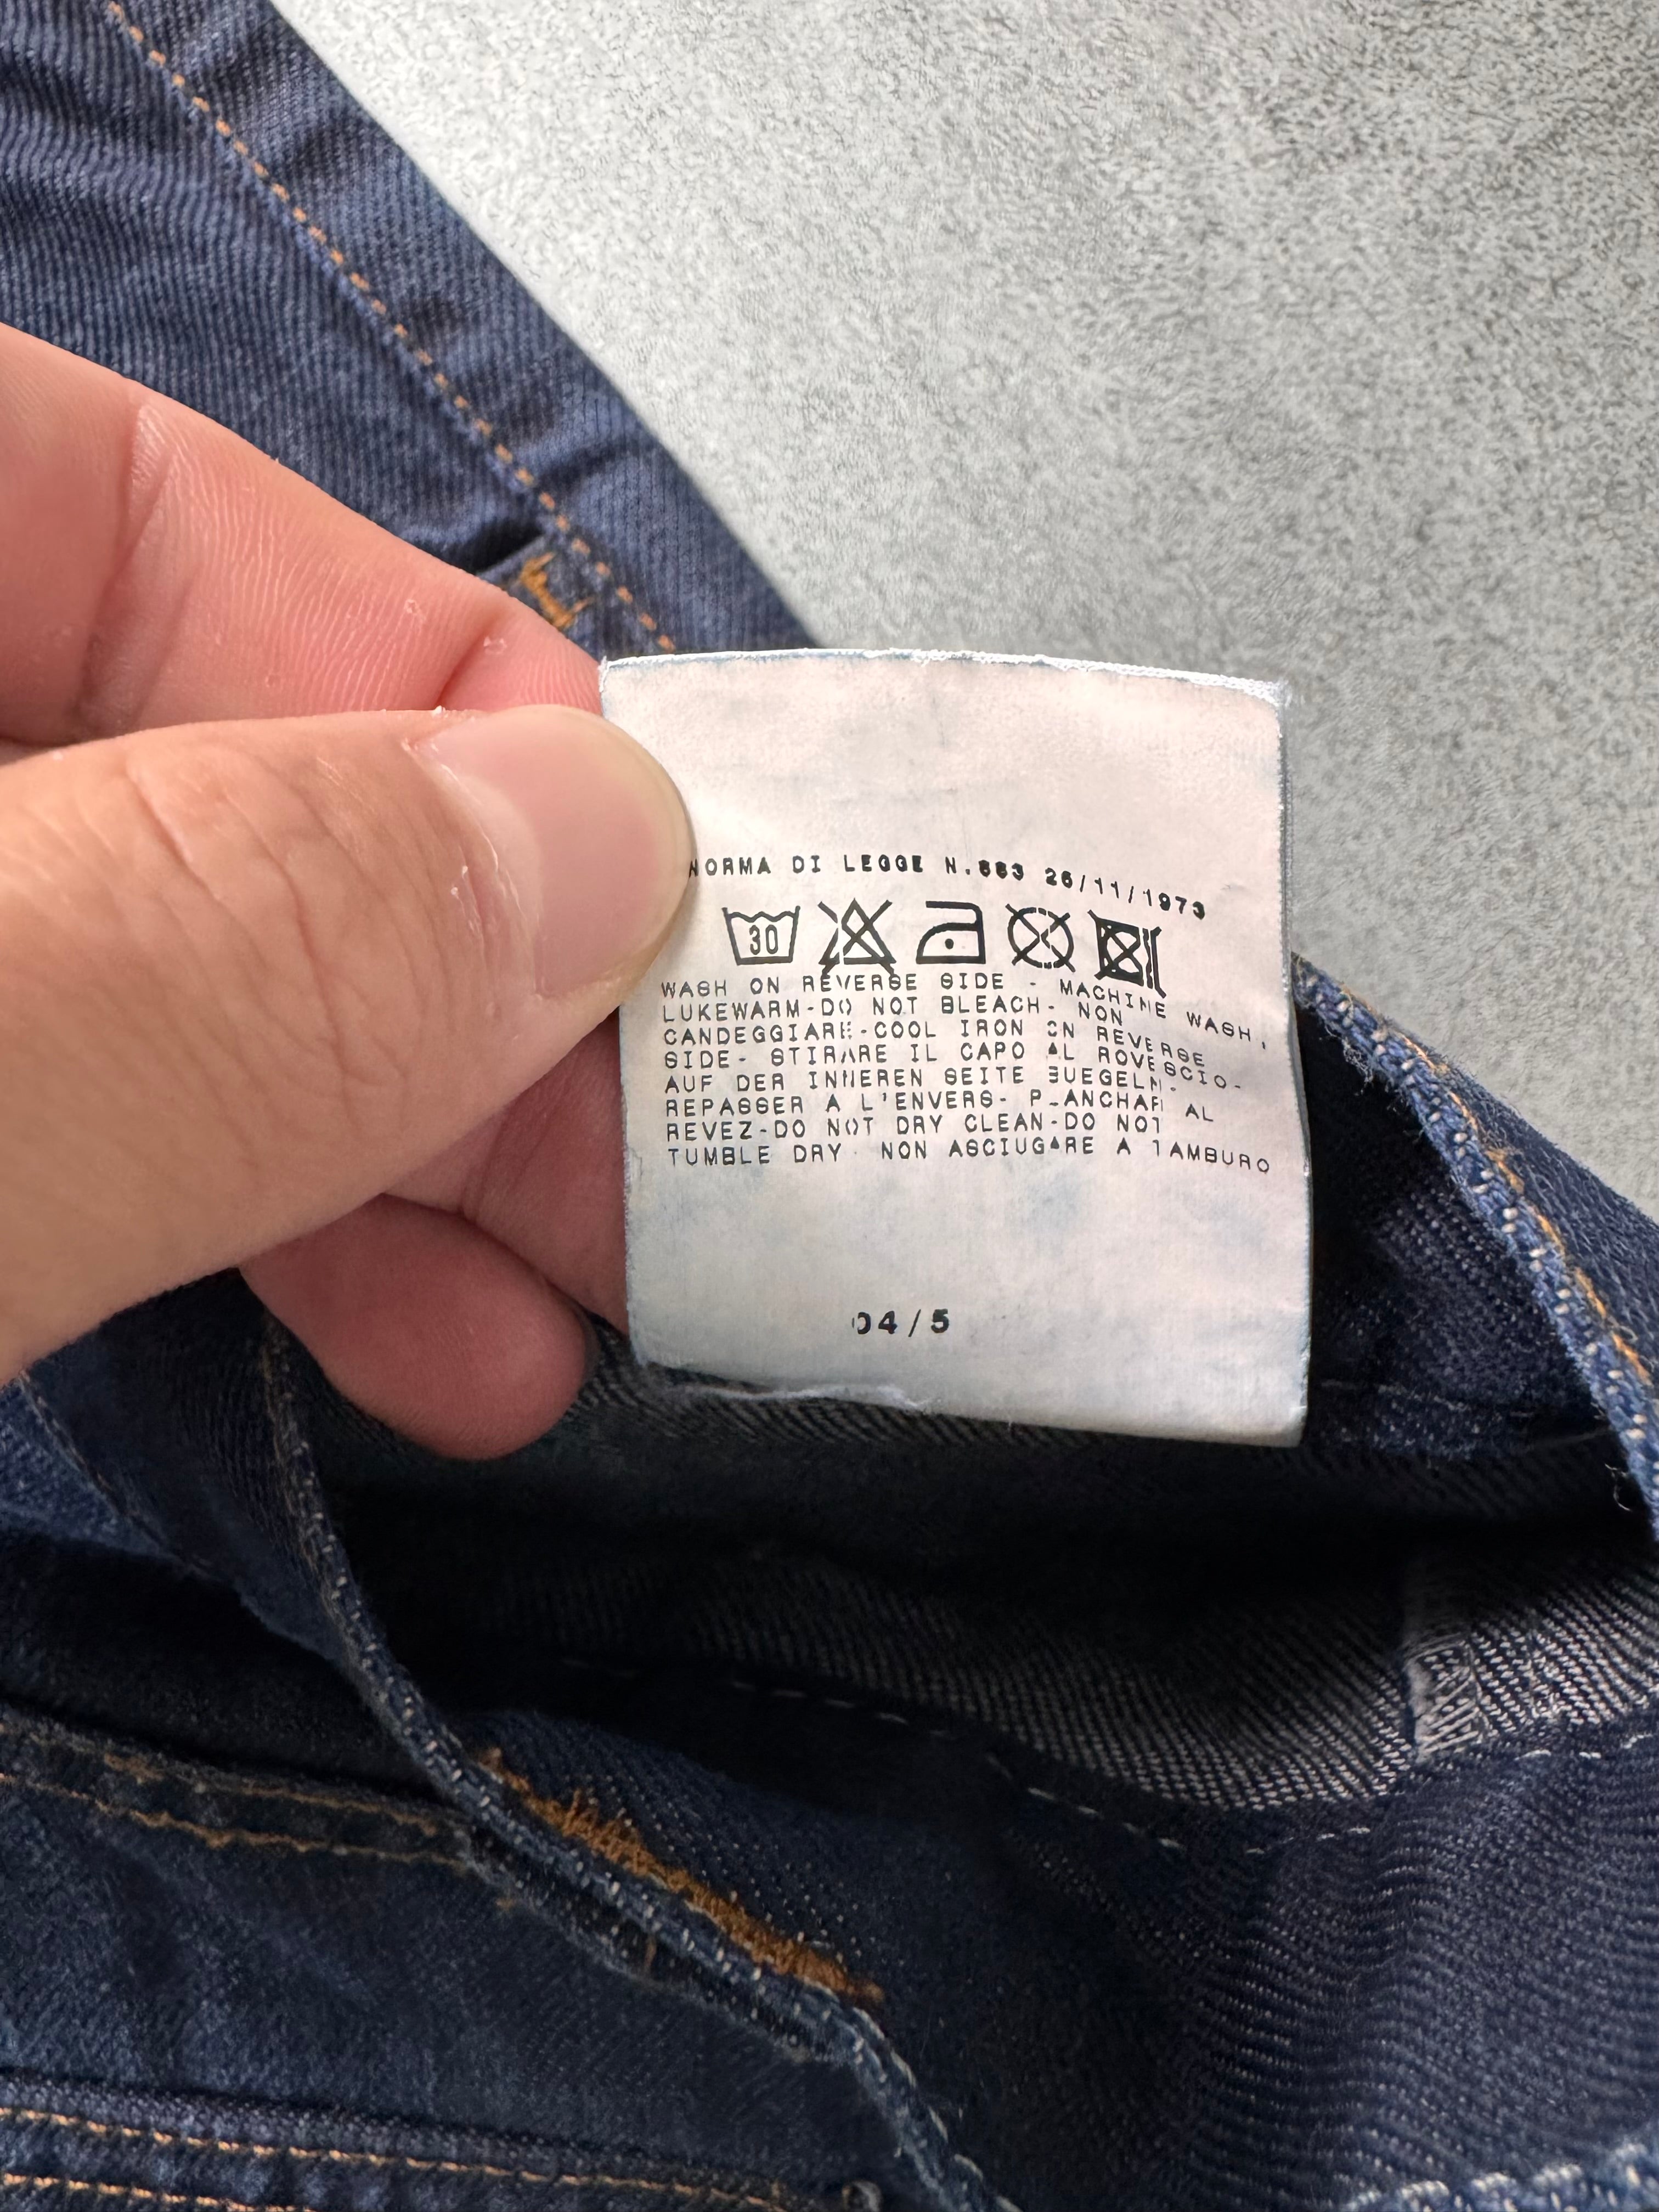 NORMA DI LEGGE N.883 26/11/1973
30
WASH ON REVERSE SIDE - MACHINE WASH,
LUKEWARM-DO NOT BLEACH- NON
CANDEGGIARE-COOL IRON ON REVERSE
SIDE- STIRARE IL CAPO AL ROVESCIO-
AUF DER INNEREN SEITE BUEGELN-
REPASSER A L'ENVERS- PLANCHAR AL
REVEZ-DO NOT DRY CLEAN-DO NOT
TUMBLE DRY- NON ASCIUGARE A TAMBURO
04/5